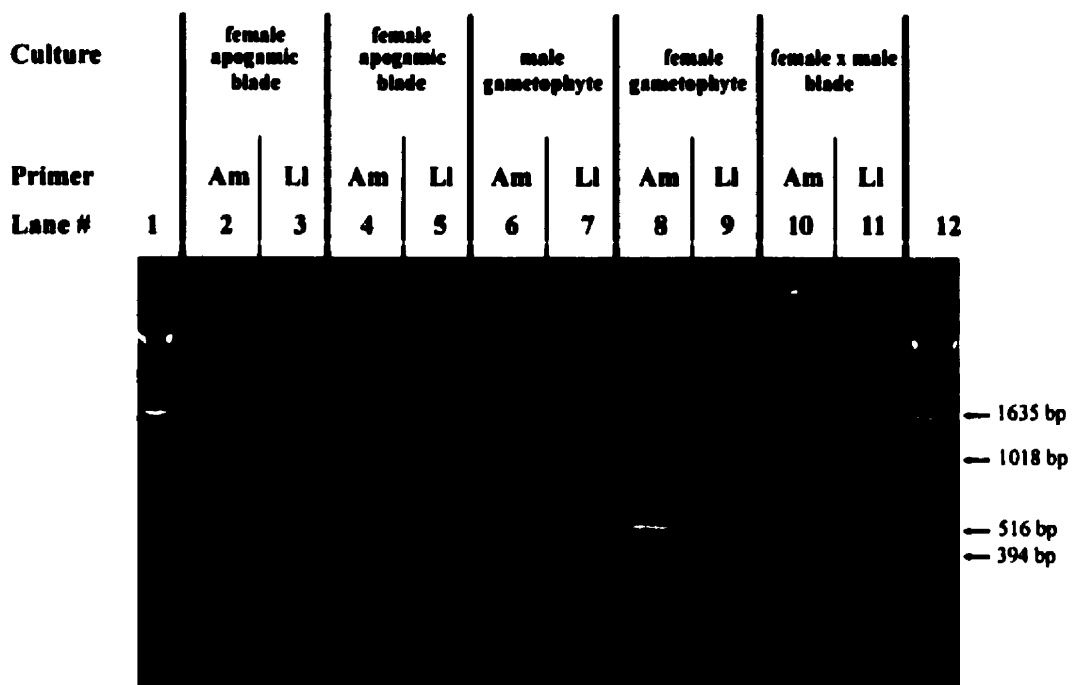 Culture
female apogamic blade
female apogamic blade
male gametophyte
female gametophyte
female x male blade
Primer Am Ll Am Ll Am Ll Am Ll Am Ll
Lane # 1 2 3 4 5 6 7 8 9 10 11 12
1635 bp
1018 bp
516 bp
394 bp